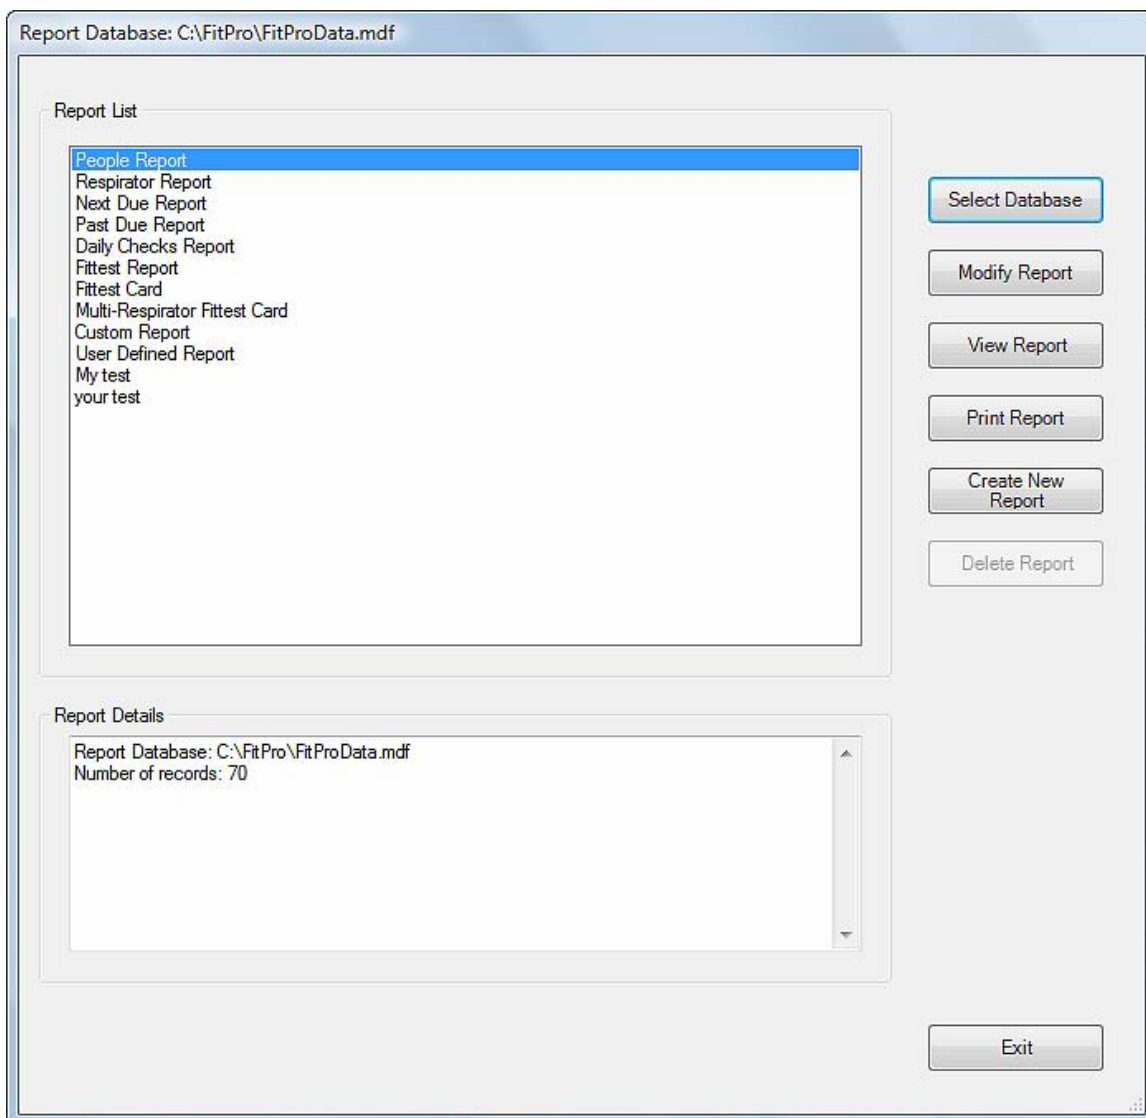 Report Database: C:\FitPro\FitProData.mdf
Report List
People Report
Respirator Report
Next Due Report
Past Due Report
Daily Checks Report
Fittest Report
Fittest Card
Multi-Respirator Fittest Card
Custom Report
User Defined Report
My test
your test
Select Database
Modify Report
View Report
Print Report
Create New
Report
Delete Report
Report Details
Report Database: C:\FitPro\FitProData.mdf
Number of records: 70
Exit